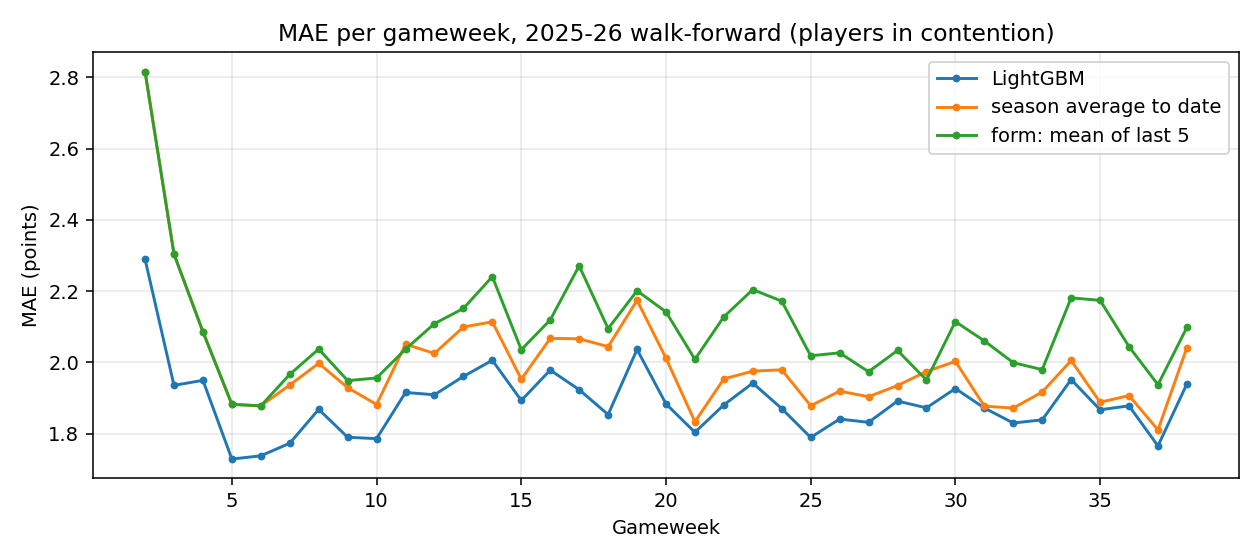 MAE per gameweek, 2025-26 walk-forward (players in contention)
LightGBM
season average to date
form: mean of last 5
MAE (points)
2.8
2.6
2.4
2.2
2.0
1.8
5 10 15 20 25 30 35
Gameweek